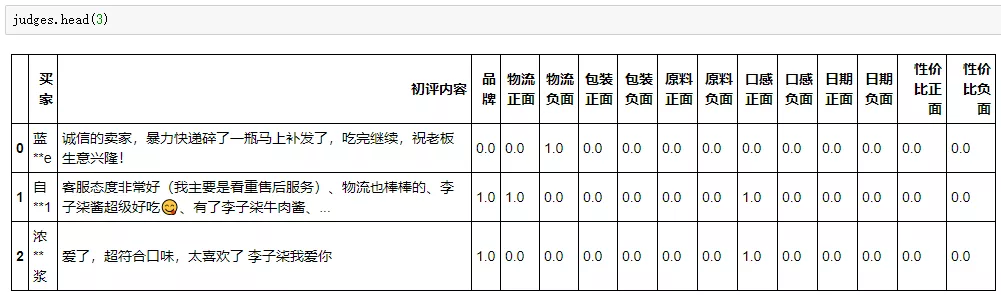 judges.head(3)
买家 初评内容 品牌 物流正面 物流负面 包装正面 包装负面 原料正面 原料负面 口感正面 口感负面 日期正面 日期负面 性价比正面 性价比负面
0 蓝**e 诚信的卖家，暴力快递碎了一瓶马上补发了，吃完继续，祝老板
生意兴隆！ 0.0 0.0 1.0 0.0 0.0 0.0 0.0 0.0 0.0 0.0 0.0 0.0 0.0
1 自**1 客服态度非常好（我主要是看重售后服务）、物流也棒棒的、李
子柒酱超级好吃😋、有了李子柒牛肉酱、... 1.0 1.0 0.0 0.0 0.0 0.0 0.0 1.0 0.0 0.0 0.0 0.0 0.0
2 浓**浆 爱了，超符合口味，太喜欢了 李子柒我爱你 1.0 0.0 0.0 0.0 0.0 0.0 0.0 1.0 0.0 0.0 0.0 0.0 0.0